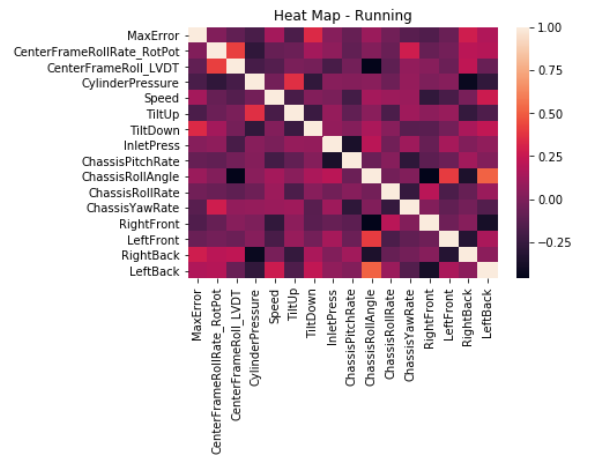 Heat Map - Running
MaxError
CenterFrameRollRate_RotPot
CenterFrameRoll_LVDT
CylinderPressure
Speed
TiltUp
TiltDown
InletPress
ChassisPitchRate
ChassisRollAngle
ChassisRollRate
ChassisYawRate
RightFront
LeftFront
RightBack
LeftBack
MaxError
CenterFrameRollRate_RotPot
CenterFrameRoll_LVDT
CylinderPressure
Speed
TiltUp
TiltDown
InletPress
ChassisPitchRate
ChassisRollAngle
ChassisRollRate
ChassisYawRate
RightFront
LeftFront
RightBack
LeftBack
1.00
0.75
0.50
0.25
0.00
−0.25